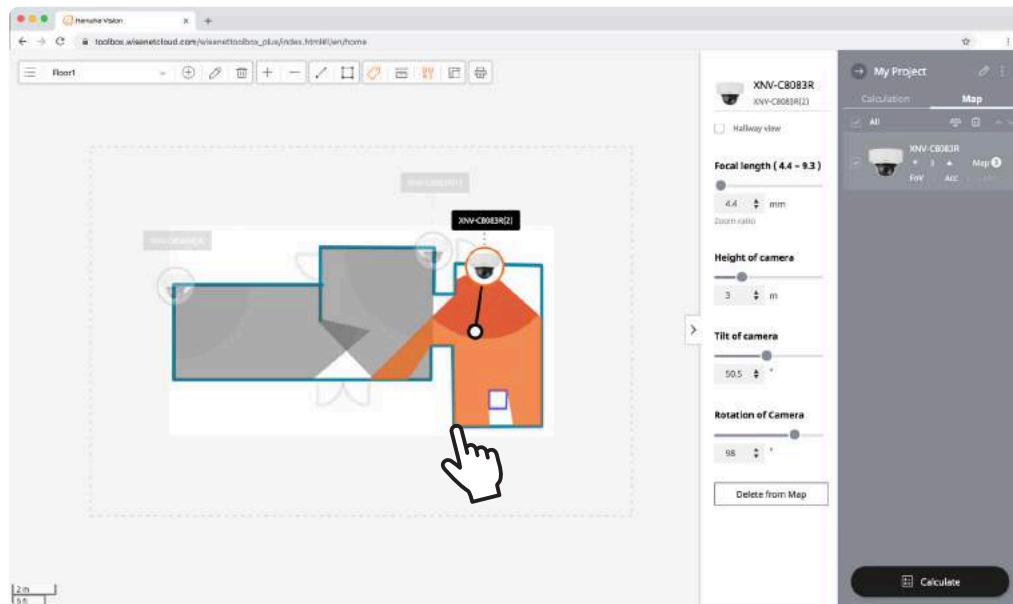 Hanwha Vision
toolbox.wisenetcloud.com/wisenettoolbox_plus/index.html#/en/home
Floor1
XNV-C8083R[2]
XNV-C8083R
XNV-C8083R[2]
Hallway view
Focal length ( 4.4 – 9.3 )
4.4 mm
Zoom ratio
Height of camera
3 m
Tilt of camera
50.5 °
Rotation of Camera
98 °
Delete from Map
My Project
Calculation Map
All
XNV-C8083R
3 Map 3
FoV Acc
Calculate
2 m
5 ft